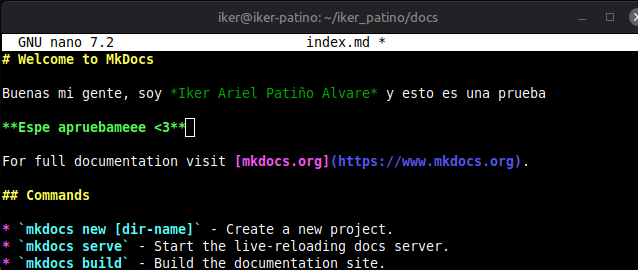 iker@iker-patino: ~/iker_patino/docs
GNU nano 7.2 index.md *
# Welcome to MkDocs
Buenas mi gente, soy *Iker Ariel Patiño Alvare* y esto es una prueba
**Espe apruebameee <3**
For full documentation visit [mkdocs.org](https://www.mkdocs.org).
## Commands
* `mkdocs new [dir-name]` - Create a new project.
* `mkdocs serve` - Start the live-reloading docs server.
* `mkdocs build` - Build the documentation site.